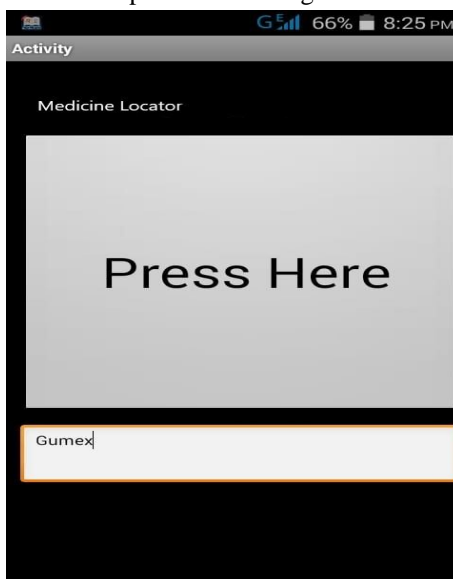 G E 66% 8:25 PM
Activity
Medicine Locator
Press Here
Gumex